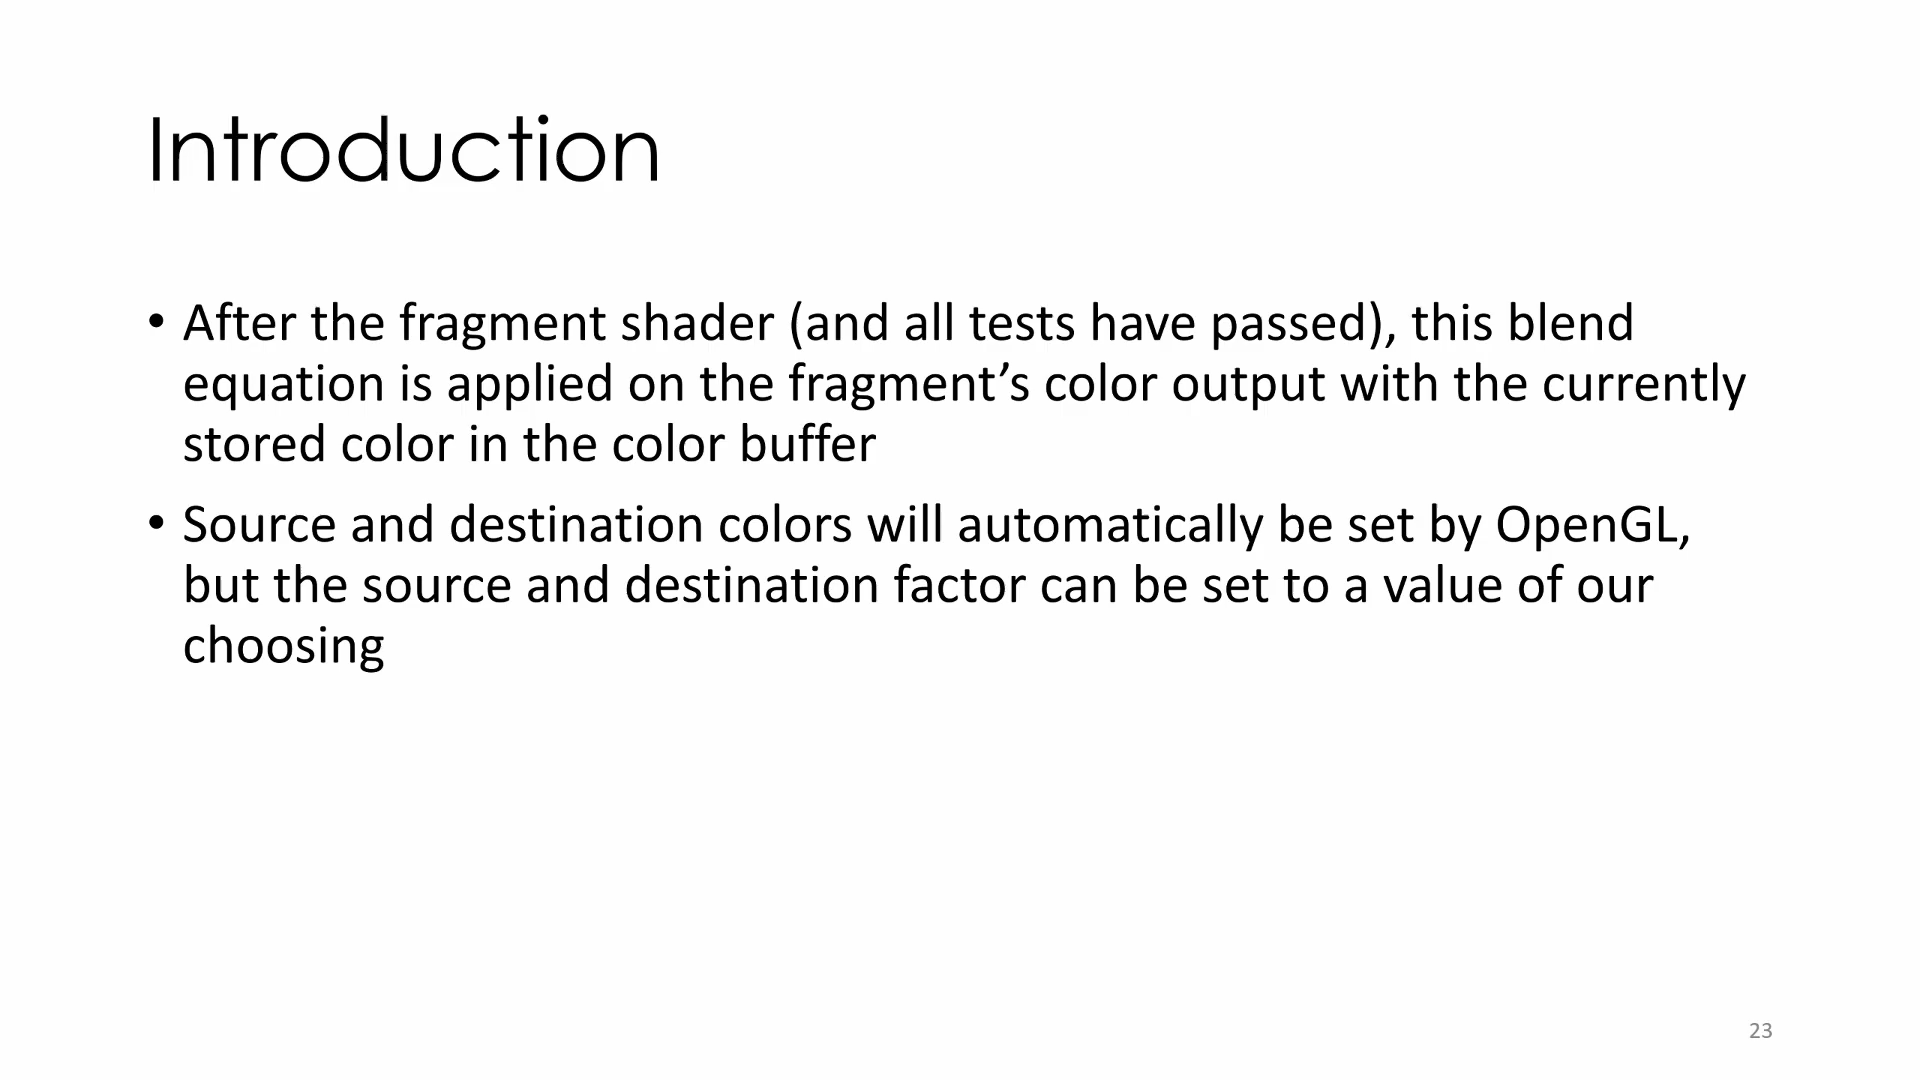 Introduction
• After the fragment shader (and all tests have passed), this blend
equation is applied on the fragment’s color output with the currently
stored color in the color buffer
• Source and destination colors will automatically be set by OpenGL,
but the source and destination factor can be set to a value of our
choosing
23